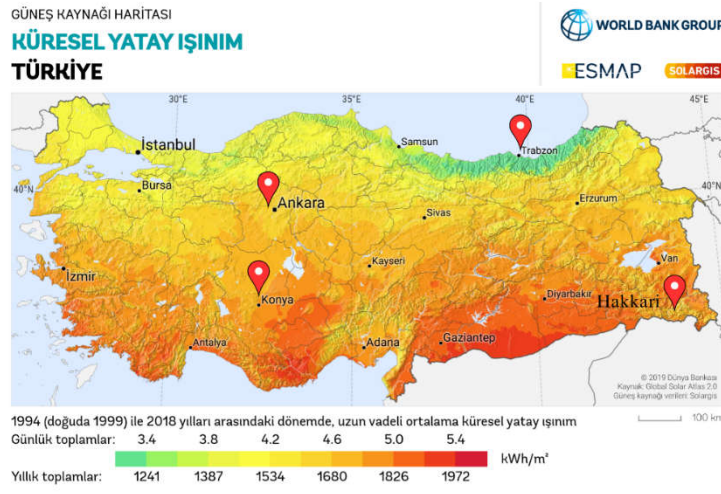 GÜNEŞ KAYNAĞI HARİTASI
KÜRESEL YATAY IŞINIM
TÜRKİYE
WORLD BANK GROUP
ESMAP
SOLARGIS
30°E
35°E
40°E
45°E
İstanbul
Samsun
Trabzon
40°N
Bursa
Ankara
Sivas
Erzurum
40°N
İzmir
Kayseri
Van
Konya
Diyarbakır
Hakkari
Antalya
Adana
Gaziantep
© 2019 Dünya Bankası
Kaynak: Global Solar Atlas 2.0
Güneş kaynağı verileri: Solargis
1994 (doğuda 1999) ile 2018 yılları arasındaki dönemde, uzun vadeli ortalama küresel yatay ışınım
100 km
Günlük toplamlar: 3.4 3.8 4.2 4.6 5.0 5.4
kWh/m²
Yıllık toplamlar: 1241 1387 1534 1680 1826 1972